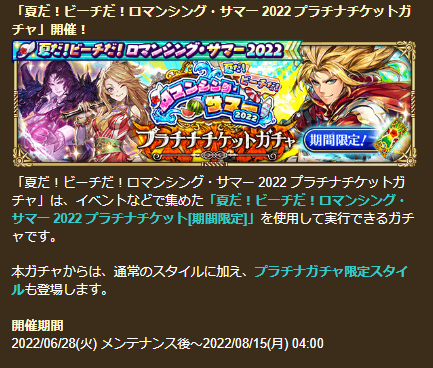 「夏だ！ビーチだ！ロマンシング・サマー 2022 プラチナチケットガ
チャ」開催！
夏だ！ビーチだ！ロマンシング・サマー2022
夏だ！
ビーチだ！
ロマンシング
サマー
2022
プラチナチケットガチャ
期間限定！
「夏だ！ビーチだ！ロマンシング・サマー 2022 プラチナチケットガ
チャ」は、イベントなどで集めた「夏だ！ビーチだ！ロマンシング・
サマー 2022 プラチナチケット[期間限定]」を使用して実行できるガチ
ャです。
本ガチャからは、通常のスタイルに加え、プラチナガチャ限定スタイ
ルも登場します。
開催期間
2022/06/28(火) メンテナンス後～2022/08/15(月) 04:00